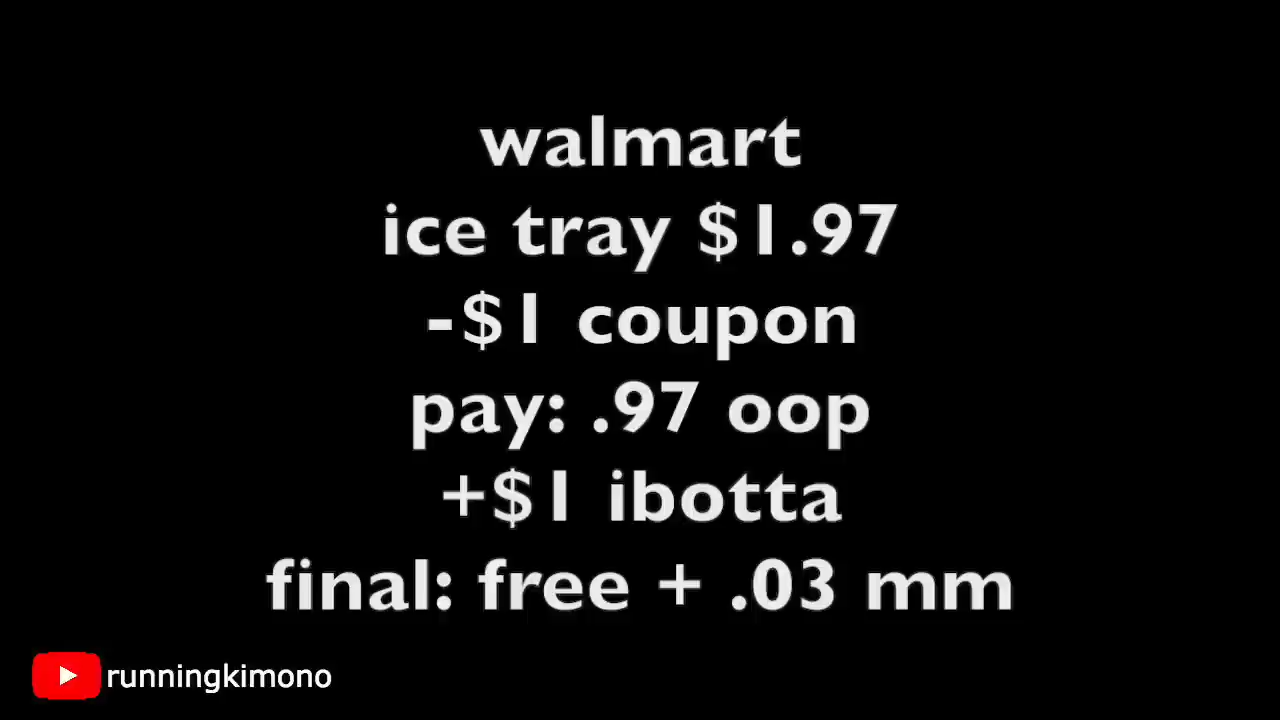 walmart
ice tray $1.97
-$1 coupon
pay: .97 oop
+$1 ibotta
final: free + .03 mm
runningkimono